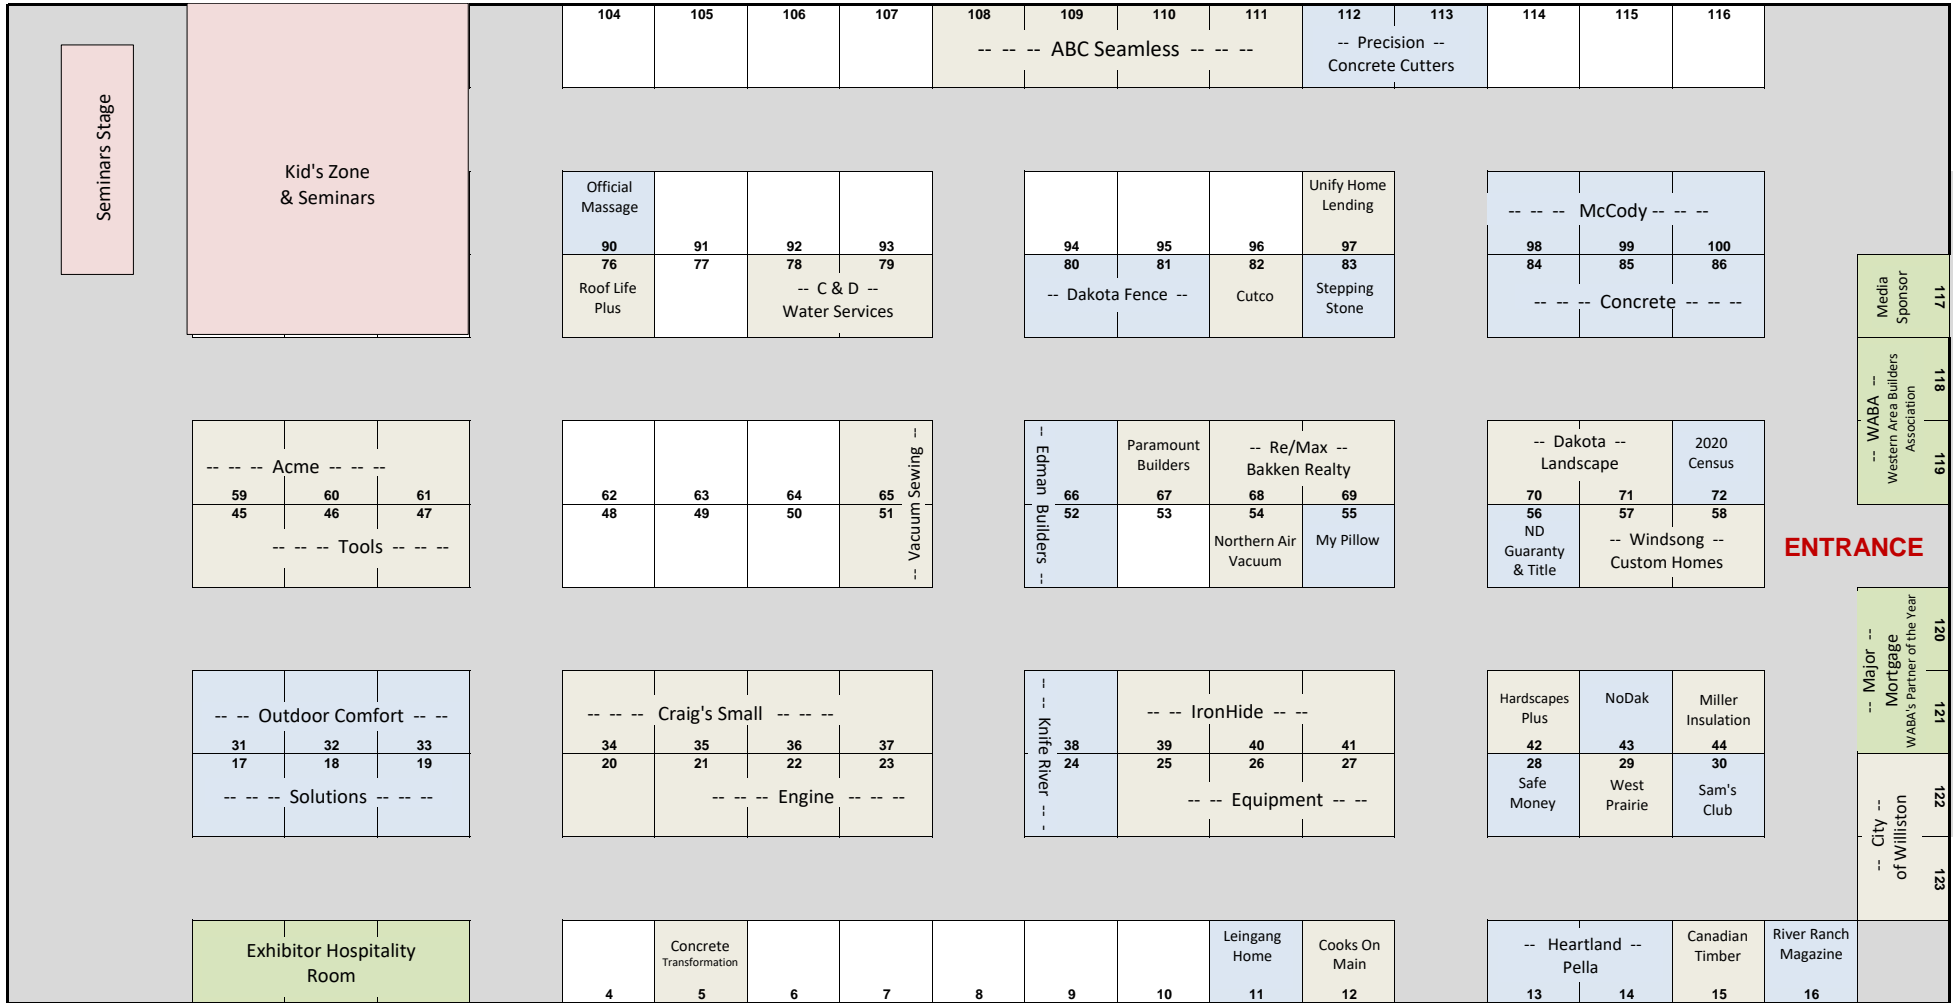 104 105 106 107 108 109 110 111 112 113 114 115 116
-- -- -- ABC Seamless -- -- --
-- Precision --
Concrete Cutters
Seminars Stage
Kid's Zone
& Seminars
Official
Massage
Unify Home
Lending
-- -- -- McCody -- -- --
90 91 92 93 94 95 96 97 98 99 100
76 77 78 79 80 81 82 83 84 85 86
Roof Life
Plus
-- C & D --
Water Services
-- Dakota Fence --
Cutco
Stepping
Stone
-- -- -- Concrete -- -- --
Media
Sponsor
117
-- WABA --
Western Area Builders
Association
118
119
-- -- -- Acme -- -- --
-- Vacuum Sewing --
-- Edman Builders --
Paramount
Builders
-- Re/Max --
Bakken Realty
-- Dakota --
Landscape
2020
Census
59 60 61 62 63 64 65 66 67 68 69 70 71 72
45 46 47 48 49 50 51 52 53 54 55 56 57 58
-- -- -- Tools -- -- --
Northern Air
Vacuum
My Pillow
ND
Guaranty
& Title
-- Windsong --
Custom Homes
ENTRANCE
-- Major --
Mortgage
WABA's Partner of the Year
120
121
-- -- Outdoor Comfort -- --
-- -- -- Craig's Small -- -- --
-- -- Knife River -- --
-- -- IronHide -- --
Hardscapes
Plus
NoDak
Miller
Insulation
31 32 33 34 35 36 37 38 39 40 41 42 43 44
17 18 19 20 21 22 23 24 25 26 27 28 29 30
-- -- -- Solutions -- -- --
-- -- -- Engine -- -- --
-- -- Equipment -- --
Safe
Money
West
Prairie
Sam's
Club
-- City --
of Williston
122
123
Exhibitor Hospitality
Room
Concrete
Transformation
Leingang
Home
Cooks On
Main
-- Heartland --
Pella
Canadian
Timber
River Ranch
Magazine
4 5 6 7 8 9 10 11 12 13 14 15 16